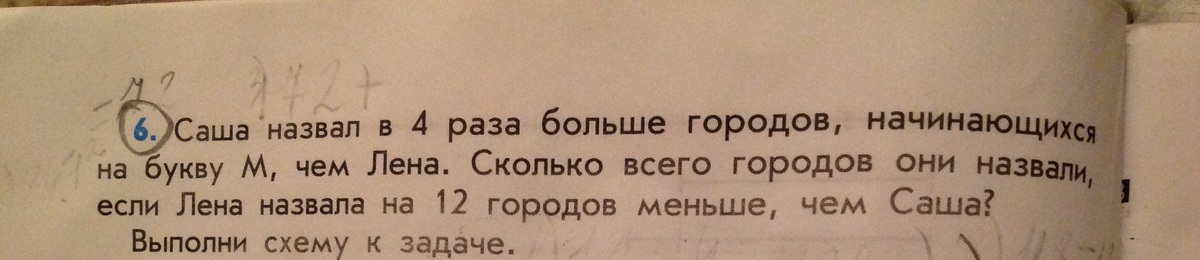 6. Саша назвал в 4 раза больше городов, начинающихся
на букву М, чем Лена. Сколько всего городов они назвали,
если Лена назвала на 12 городов меньше, чем Саша?
Выполни схему к задаче.